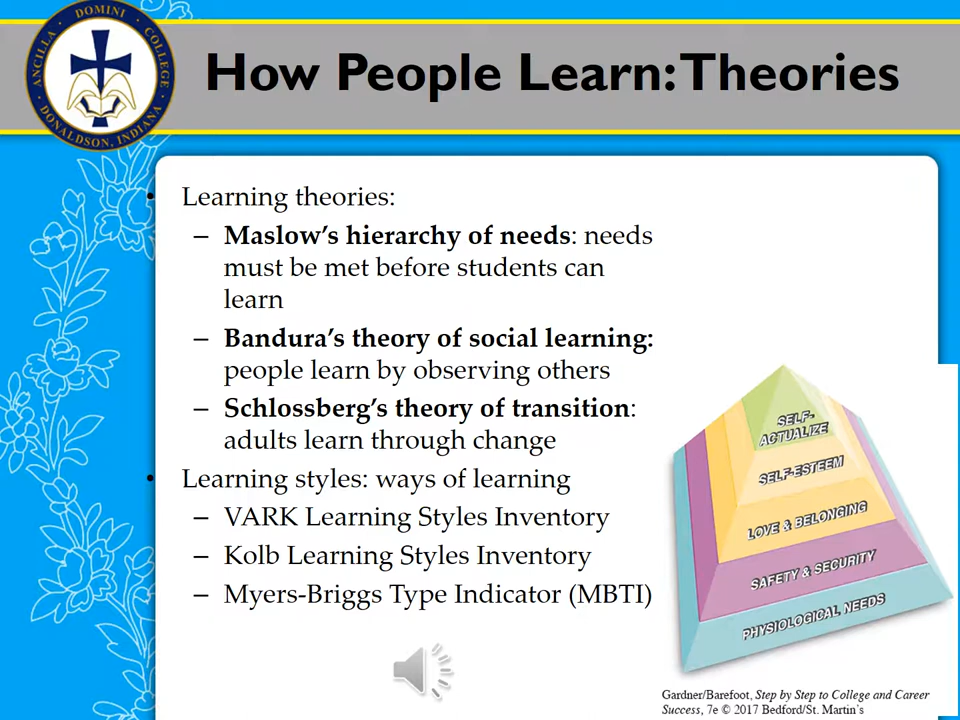 ANCILLA DOMINI COLLEGE
DONALDSON, INDIANA
How People Learn: Theories
• Learning theories:
– Maslow's hierarchy of needs: needs
must be met before students can
learn
– Bandura's theory of social learning:
people learn by observing others
– Schlossberg's theory of transition:
adults learn through change
• Learning styles: ways of learning
– VARK Learning Styles Inventory
– Kolb Learning Styles Inventory
– Myers-Briggs Type Indicator (MBTI)
SELF-
ACTUALIZE
SELF-ESTEEM
LOVE & BELONGING
SAFETY & SECURITY
PHYSIOLOGICAL NEEDS
Gardner/Barefoot, Step by Step to College and Career
Success, 7e © 2017 Bedford/St. Martin's